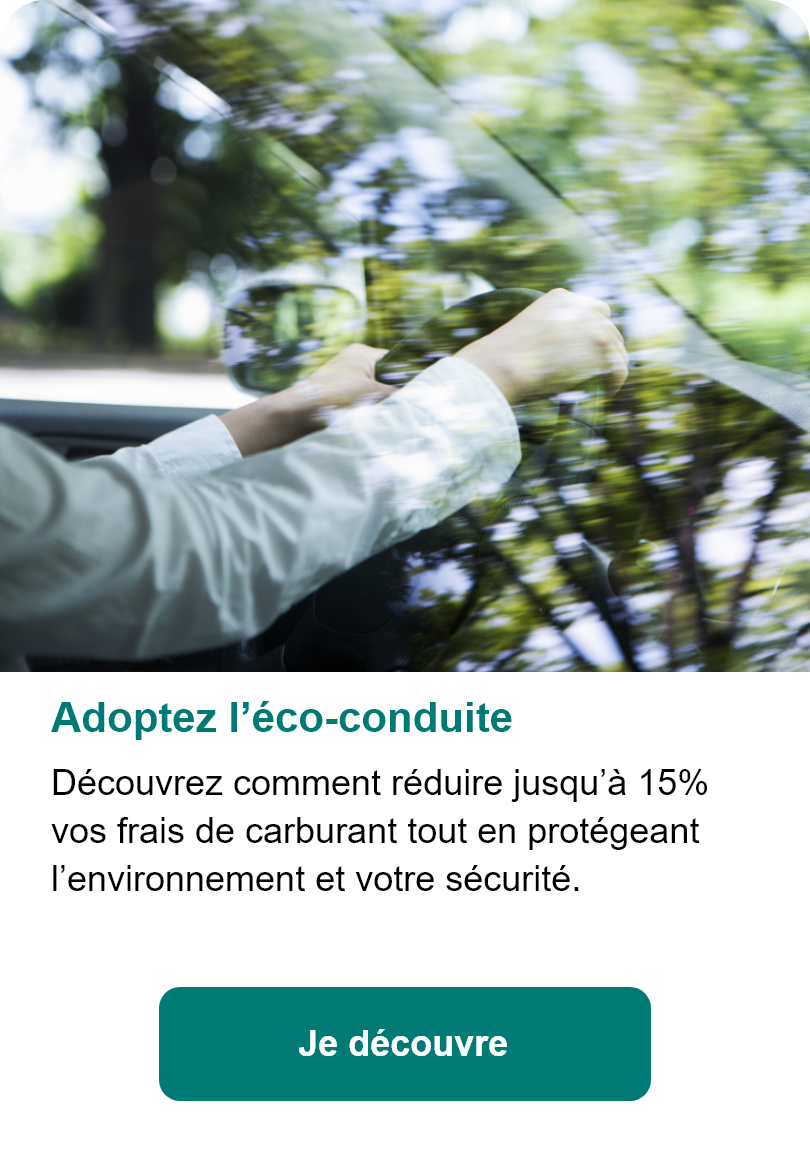 Adoptez l’éco-conduite
Découvrez comment réduire jusqu’à 15%
vos frais de carburant tout en protégeant
l’environnement et votre sécurité.
Je découvre